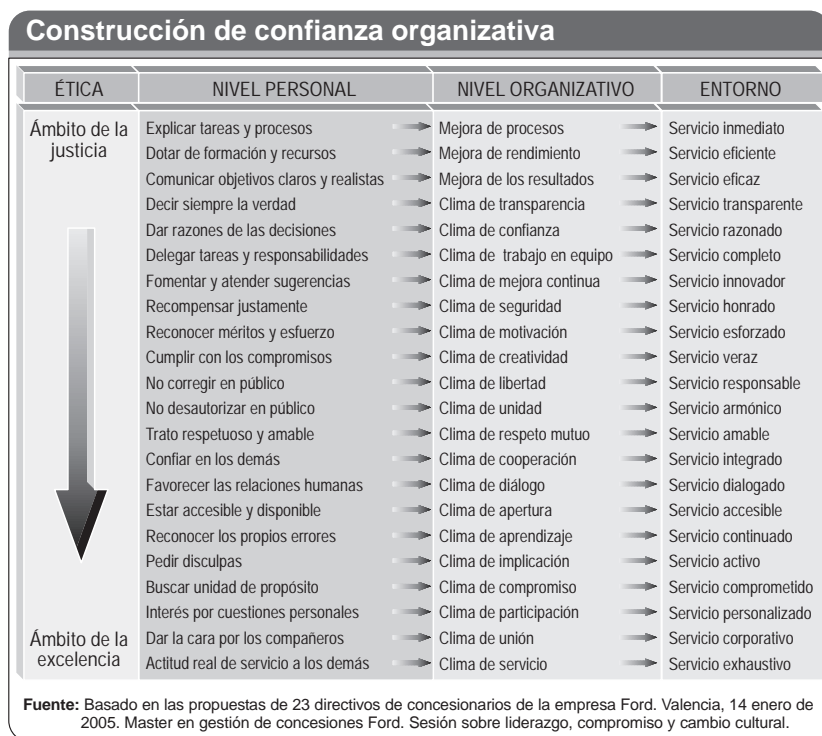 Construcción de confianza organizativa
ÉTICA NIVEL PERSONAL NIVEL ORGANIZATIVO ENTORNO
Ámbito de la justicia
Explicar tareas y procesos Mejora de procesos Servicio inmediato
Dotar de formación y recursos Mejora de rendimiento Servicio eficiente
Comunicar objetivos claros y realistas Mejora de los resultados Servicio eficaz
Decir siempre la verdad Clima de transparencia Servicio transparente
Dar razones de las decisiones Clima de confianza Servicio razonado
Delegar tareas y responsabilidades Clima de trabajo en equipo Servicio completo
Fomentar y atender sugerencias Clima de mejora continua Servicio innovador
Recompensar justamente Clima de seguridad Servicio honrado
Reconocer méritos y esfuerzo Clima de motivación Servicio esforzado
Cumplir con los compromisos Clima de creatividad Servicio veraz
No corregir en público Clima de libertad Servicio responsable
No desautorizar en público Clima de unidad Servicio armónico
Trato respetuoso y amable Clima de respeto mutuo Servicio amable
Confiar en los demás Clima de cooperación Servicio integrado
Favorecer las relaciones humanas Clima de diálogo Servicio dialogado
Estar accesible y disponible Clima de apertura Servicio accesible
Reconocer los propios errores Clima de aprendizaje Servicio continuado
Pedir disculpas Clima de implicación Servicio activo
Buscar unidad de propósito Clima de compromiso Servicio comprometido
Interés por cuestiones personales Clima de participación Servicio personalizado
Ámbito de la excelencia
Dar la cara por los compañeros Clima de unión Servicio corporativo
Actitud real de servicio a los demás Clima de servicio Servicio exhaustivo
Fuente: Basado en las propuestas de 23 directivos de concesionarios de la empresa Ford. Valencia, 14 enero de
2005. Master en gestión de concesiones Ford. Sesión sobre liderazgo, compromiso y cambio cultural.